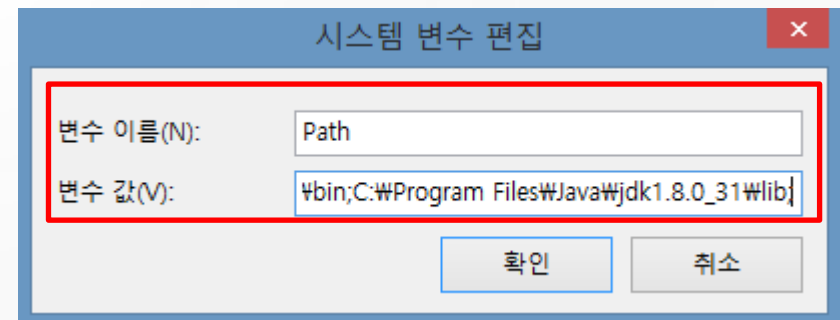 시스템 변수 편집
변수 이름(N): Path
변수 값(V): ₩bin;C:₩Program Files₩Java₩jdk1.8.0_31₩lib;
확인 취소